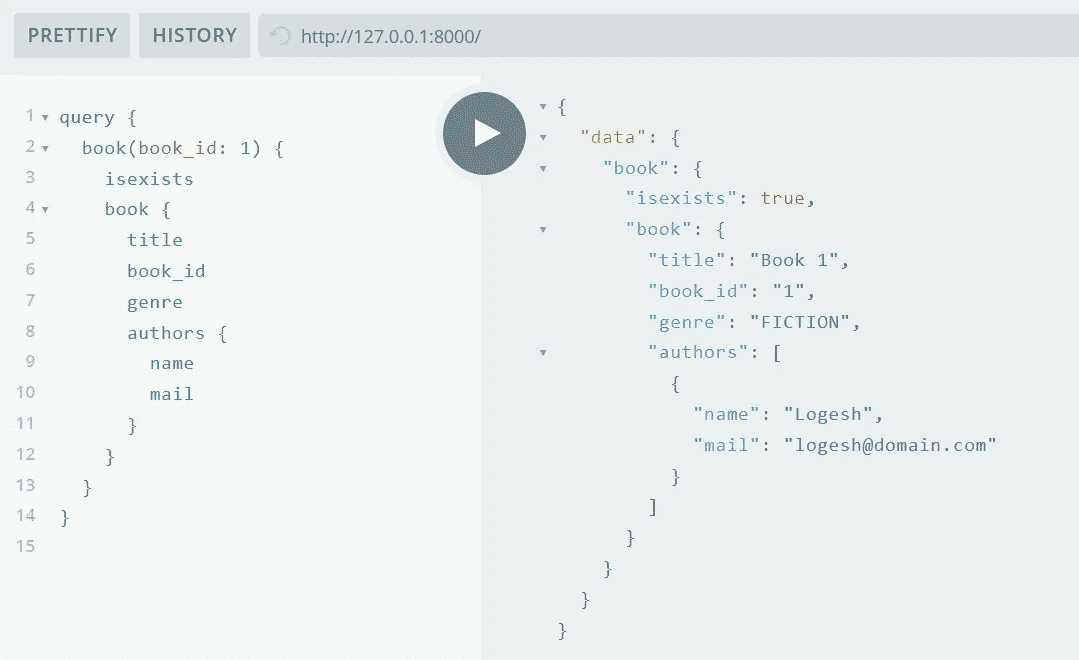 PRETTIFY HISTORY http://127.0.0.1:8000/
1 query {
2 book(book_id: 1) {
3 isexists
4 book {
5 title
6 book_id
7 genre
8 authors {
9 name
10 mail
11 }
12 }
13 }
14 }
15
{
"data": {
"book": {
"isexists": true,
"book": {
"title": "Book 1",
"book_id": "1",
"genre": "FICTION",
"authors": [
{
"name": "Logesh",
"mail": "logesh@domain.com"
}
]
}
}
}
}